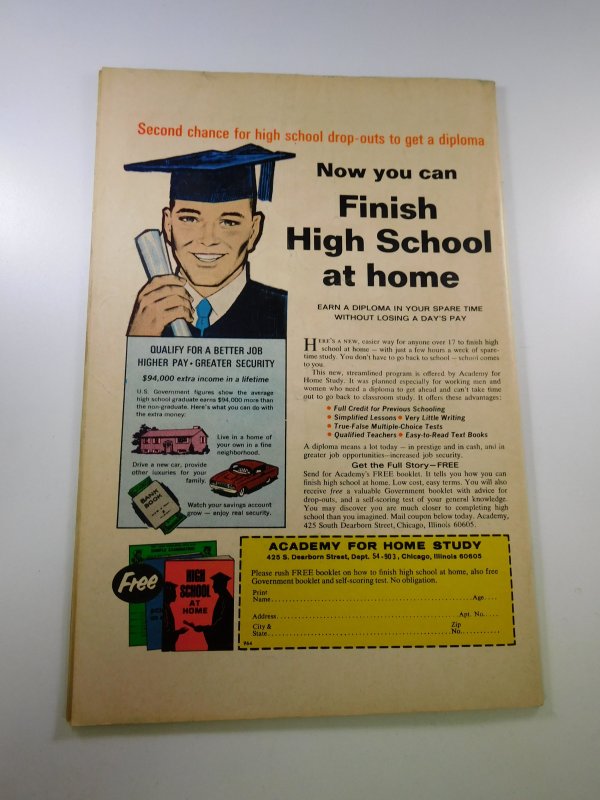 Second chance for high school drop-outs to get a diploma
Now you can
Finish
High School
at home
EARN A DIPLOMA IN YOUR SPARE TIME
WITHOUT LOSING A DAY'S PAY
HERE'S A NEW, easier way for anyone over 17 to finish high
school at home — with just a few hours a week of spare-
time study. You don't have to go back to school — school comes
to you.
This new, streamlined program is offered by Academy for
Home Study. It was planned especially for working men and
women who need a diploma to get ahead and can't take time
out to go back to classroom study. It offers these advantages:
• Full Credit for Previous Schooling
• Simplified Lessons • Very Little Writing
• True-False Multiple-Choice Tests
• Qualified Teachers • Easy-to-Read Text Books
A diploma means a lot today – in prestige and in cash, and in
greater job opportunities—increased job security.
Get the Full Story—FREE
Send for Academy's FREE booklet. It tells you how you can
finish high school at home. Low cost, easy terms. You will also
receive free a valuable Government booklet with advice for
drop-outs, and a self-scoring test of your general knowledge.
You may discover you are much closer to completing high
school than you imagined. Mail coupon below today. Academy,
425 South Dearborn Street, Chicago, Illinois 60605.
QUALIFY FOR A BETTER JOB
HIGHER PAY • GREATER SECURITY
$94,000 extra income in a lifetime
U.S. Government figures show the average
high school graduate earns $94,000 more than
the non-graduate. Here's what you can do with
the extra money:
Live in a home of
your own in a fine
neighborhood.
Drive a new car, provide
other luxuries for your
family.
BANK
BOOK
Watch your savings account
grow — enjoy real security.
Free
HIGH
SCHOOL
AT
HOME
ACADEMY FOR HOME STUDY
425 S. Dearborn Street, Dept. 54-903, Chicago, Illinois 60605
Please rush FREE booklet on how to finish high school at home, also free
Government booklet and self-scoring test. No obligation.
Print
Name Age
Address Apt. No.
City & Zip
State No.